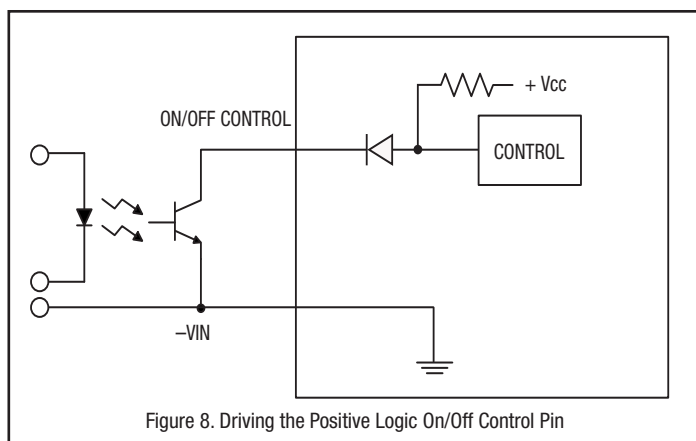 + Vcc
ON/OFF CONTROL
CONTROL
–VIN
Figure 8. Driving the Positive Logic On/Off Control Pin